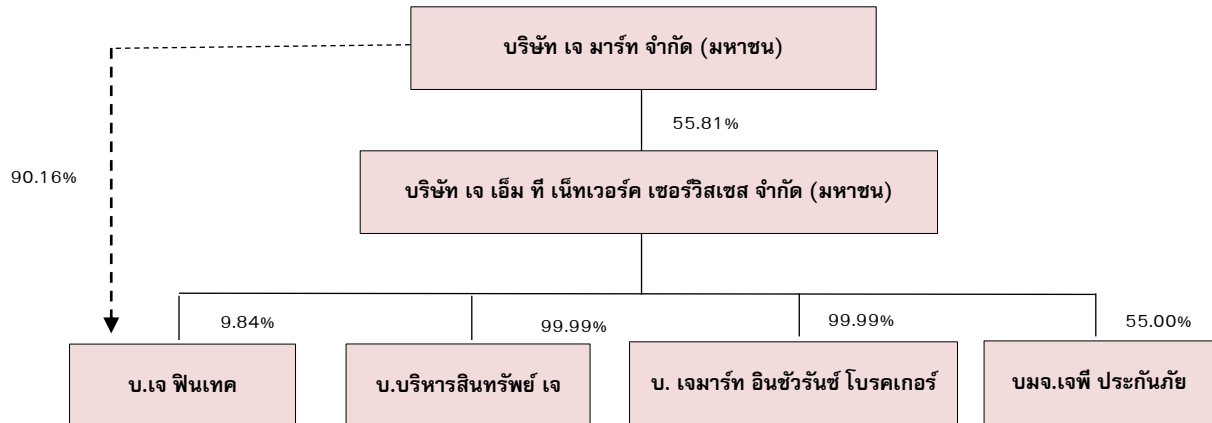 บริษัท เจ มาร์ท จำกัด (มหาชน)
55.81%
90.16%
บริษัท เจ เอ็ม ที เน็ทเวอร์ค เซอร์วิสเซส จำกัด (มหาชน)
9.84%
99.99%
99.99%
55.00%
บ.เจ ฟินเทค
บ.บริหารสินทรัพย์ เจ
บ. เจมาร์ท อินชัวรันซ์ โบรคเกอร์
บมจ.เจพี ประกันภัย